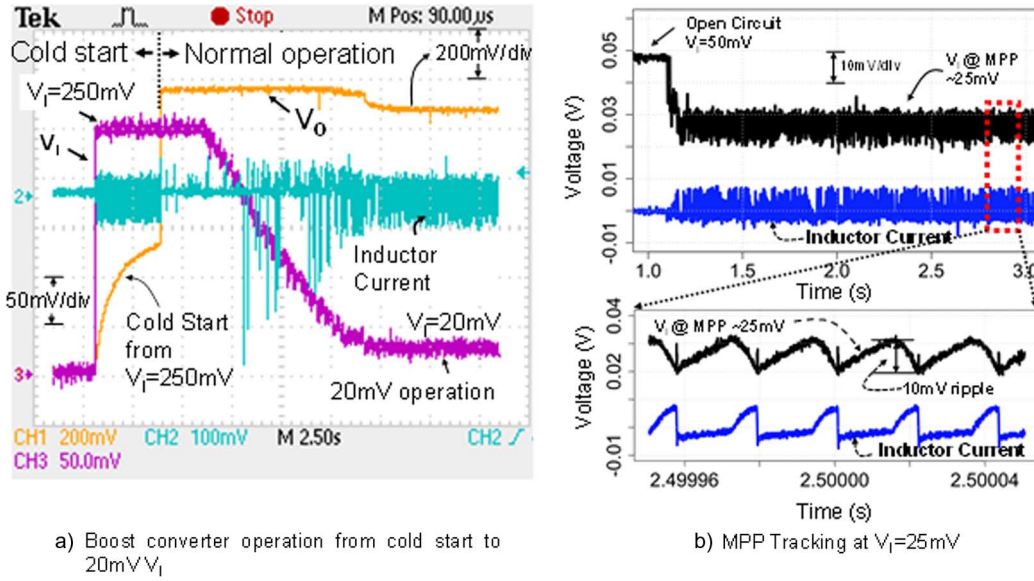 Tek
Stop
M Pos: 90.00µs
Cold start
Normal operation
200mV/div
VI=250mV
VI
VO
2
50mV/div
Inductor
Current
Cold Start
from
VI=250mV
VI=20mV
3
20mV operation
CH1 200mV
CH2 100mV
M 2.50s
CH2
CH3 50.0mV
a) Boost converter operation from cold start to
20mV VI
Open Circuit
VI=50mV
10mV/div
VI @ MPP
~25mV
Voltage (V)
0.05
0.03
0.01
-0.01
Inductor Current
1.0
1.5
2.0
2.5
3.0
Time (s)
Voltage (V)
0.04
0.02
-0.01
VI @ MPP ~25mV
10mV ripple
Inductor Current
2.49996
2.50000
2.50004
Time (s)
b) MPP Tracking at VI=25mV